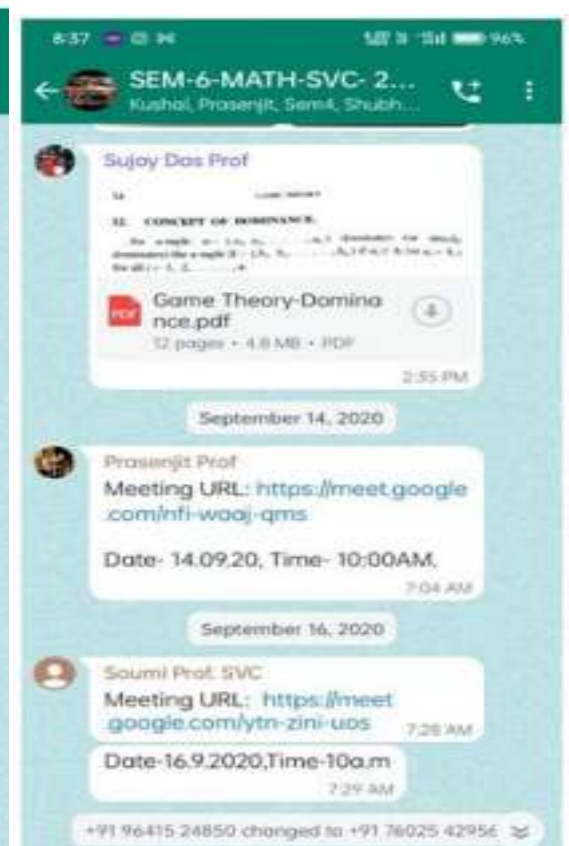 8:37
96%
SEM-6-MATH-SVC- 2...
Kushal, Prasenjit, Sem4, Shubh...
Sujoy Das Prof
12. CONCEPT OF DOMINANCE.
PDF
Game Theory-Domina
nce.pdf
12 pages • 4.8 MB • PDF
2:55 PM
September 14, 2020
Prasenjit Prof
Meeting URL: https://meet.google
.com/nfi-waaj-qms
Date- 14.09.20, Time- 10:00AM,
7:04 AM
September 16, 2020
Soumi Prof. SVC
Meeting URL: https://meet
.google.com/ytn-zini-uos 7:28 AM
Date-16.9.2020,Time-10a.m
7:29 AM
+91 96415 24850 changed to +91 76025 42956